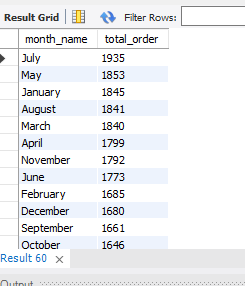 Result Grid Filter Rows:
month_name total_order
July 1935
May 1853
January 1845
August 1841
March 1840
April 1799
November 1792
June 1773
February 1685
December 1680
September 1661
October 1646
Result 60 ×
Output